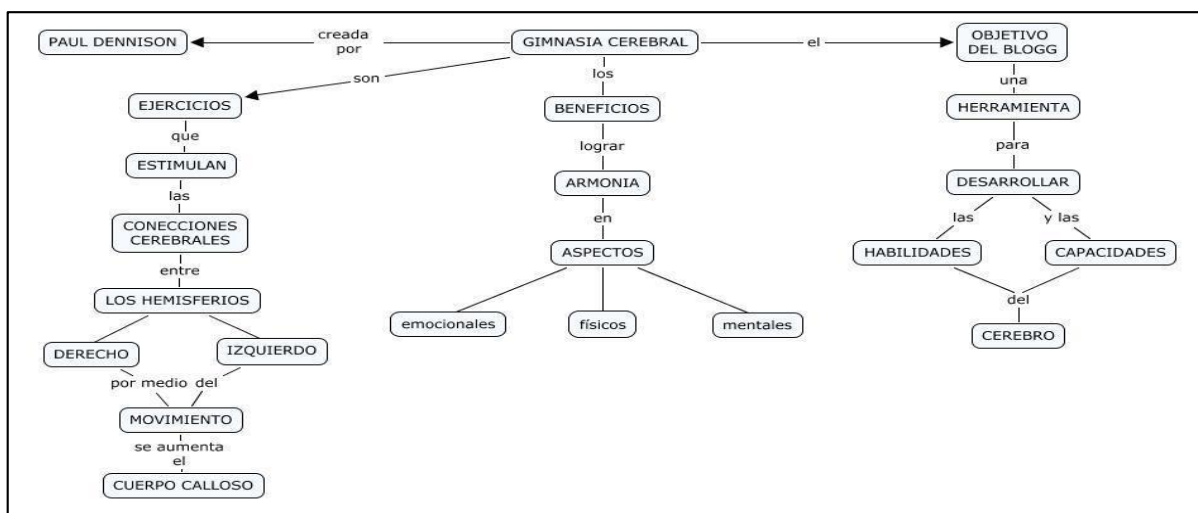 PAUL DENNISON
creada
por
GIMNASIA CEREBRAL
el
OBJETIVO
DEL BLOGG
son
los
una
EJERCICIOS
BENEFICIOS
HERRAMIENTA
que
lograr
para
ESTIMULAN
ARMONIA
DESARROLLAR
las
en
las
y las
CONECCIONES
CEREBRALES
ASPECTOS
HABILIDADES
CAPACIDADES
entre
LOS HEMISFERIOS
del
emocionales
físicos
mentales
CEREBRO
DERECHO
IZQUIERDO
por medio del
MOVIMIENTO
se aumenta
el
CUERPO CALLOSO